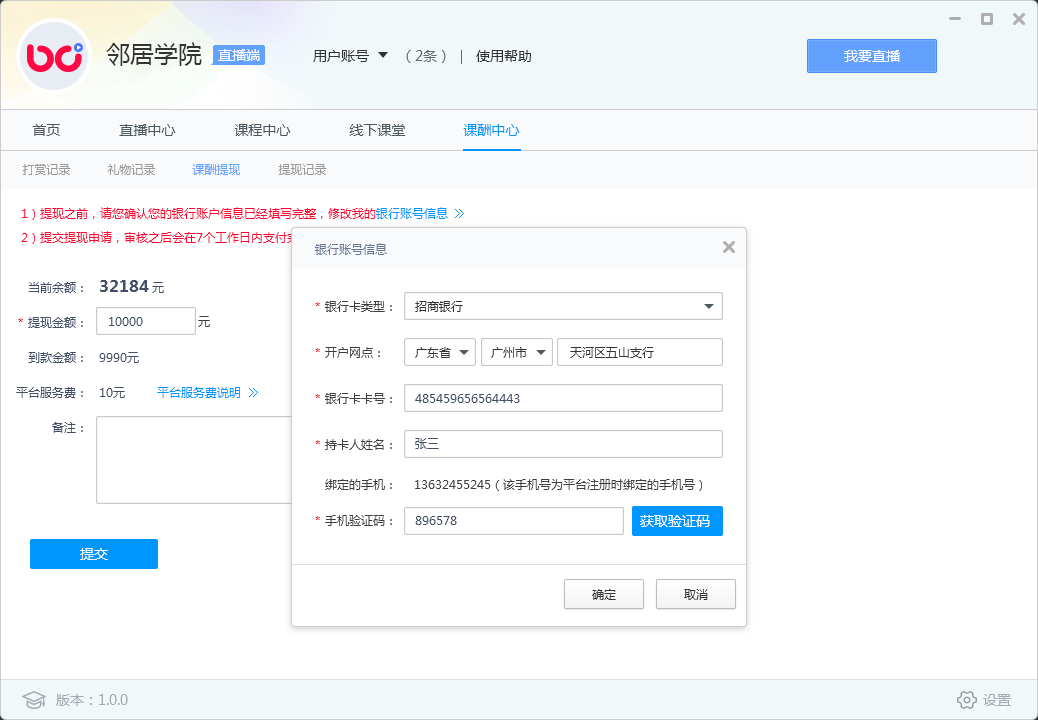 邻居学院 直播端 用户账号 （2条） | 使用帮助 我要直播
首页 直播中心 课程中心 线下课堂 课酬中心
打赏记录 礼物记录 课酬提现 提现记录
1）提现之前，请您确认您的银行账户信息已经填写完整，修改我的银行账号信息 >>
2）提交提现申请，审核之后会在7个工作日内支付
银行账号信息
当前余额： 32184 元
* 提现金额： 10000 元
到款金额： 9990元
平台服务费： 10元 平台服务费说明 >>
备注：
提交
* 银行卡类型： 招商银行
* 开户网点： 广东省 广州市 天河区五山支行
* 银行卡卡号： 485459656564443
* 持卡人姓名： 张三
绑定的手机： 13632455245（该手机号为平台注册时绑定的手机号）
* 手机验证码： 896578 获取验证码
确定 取消
版本：1.0.0 设置